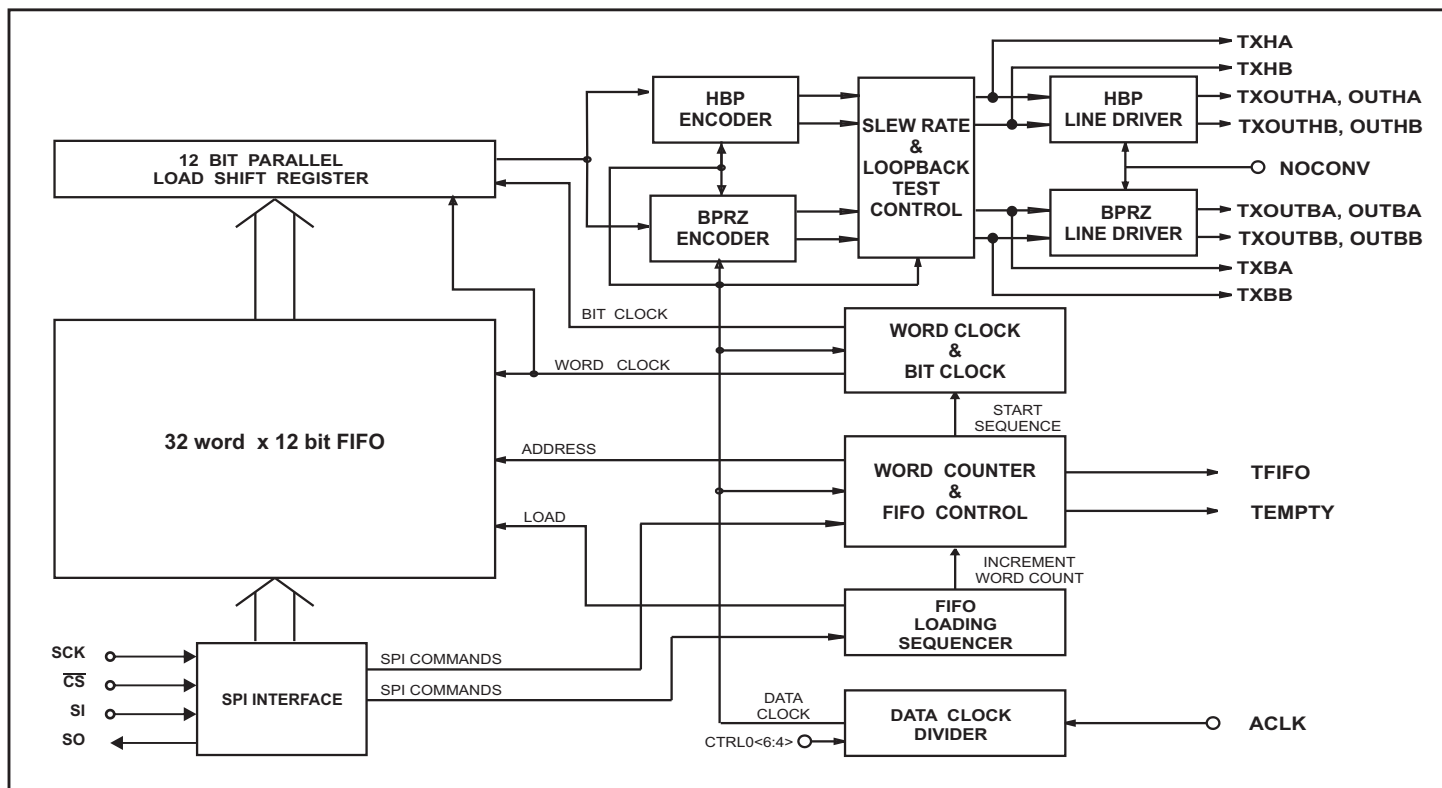 TXHA
TXHB
HBP
ENCODER
SLEW RATE
&
LOOPBACK
TEST
CONTROL
HBP
LINE DRIVER
TXOUTHA, OUTHA
TXOUTHB, OUTHB
NOCONV
12 BIT PARALLEL
LOAD SHIFT REGISTER
BPRZ
ENCODER
BPRZ
LINE DRIVER
TXOUTBA, OUTBA
TXOUTBB, OUTBB
TXBA
TXBB
BIT CLOCK
WORD CLOCK
WORD CLOCK
&
BIT CLOCK
START
SEQUENCE
32 word x 12 bit FIFO
ADDRESS
WORD COUNTER
&
FIFO CONTROL
TFIFO
TEMPTY
LOAD
INCREMENT
WORD COUNT
FIFO
LOADING
SEQUENCER
SCK
CS
SI
SO
SPI INTERFACE
SPI COMMANDS
SPI COMMANDS
DATA
CLOCK
CTRL0<6:4>
DATA CLOCK
DIVIDER
ACLK